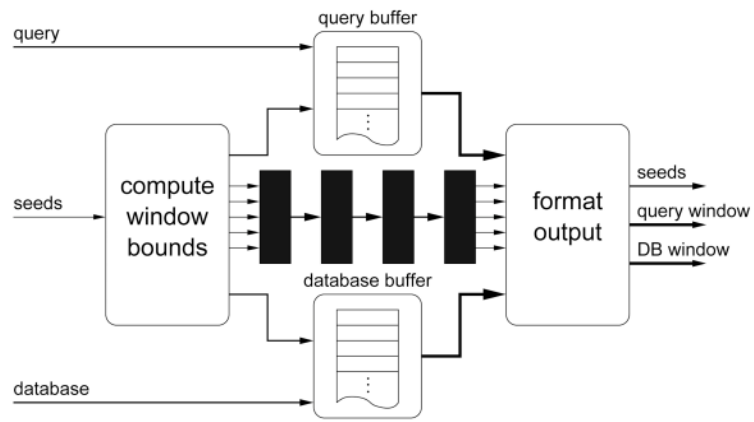 query buffer
query
compute
window
bounds
seeds
format
output
seeds
query window
DB window
database buffer
database